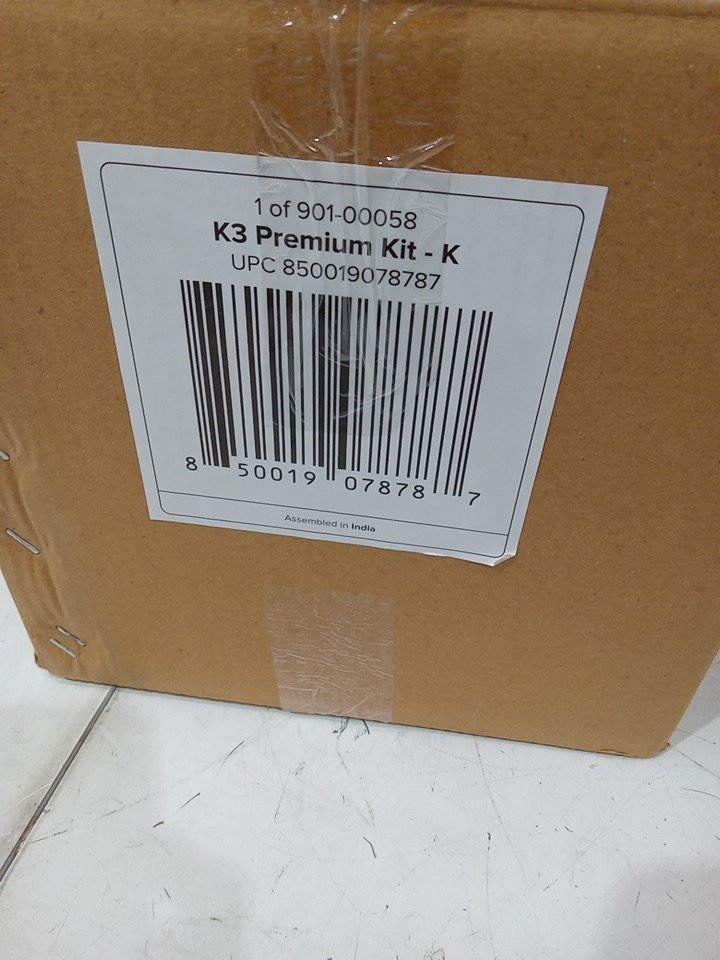 1 of 901-00058
K3 Premium Kit - K
UPC 850019078787
8 50019 07878 7
Assembled in India